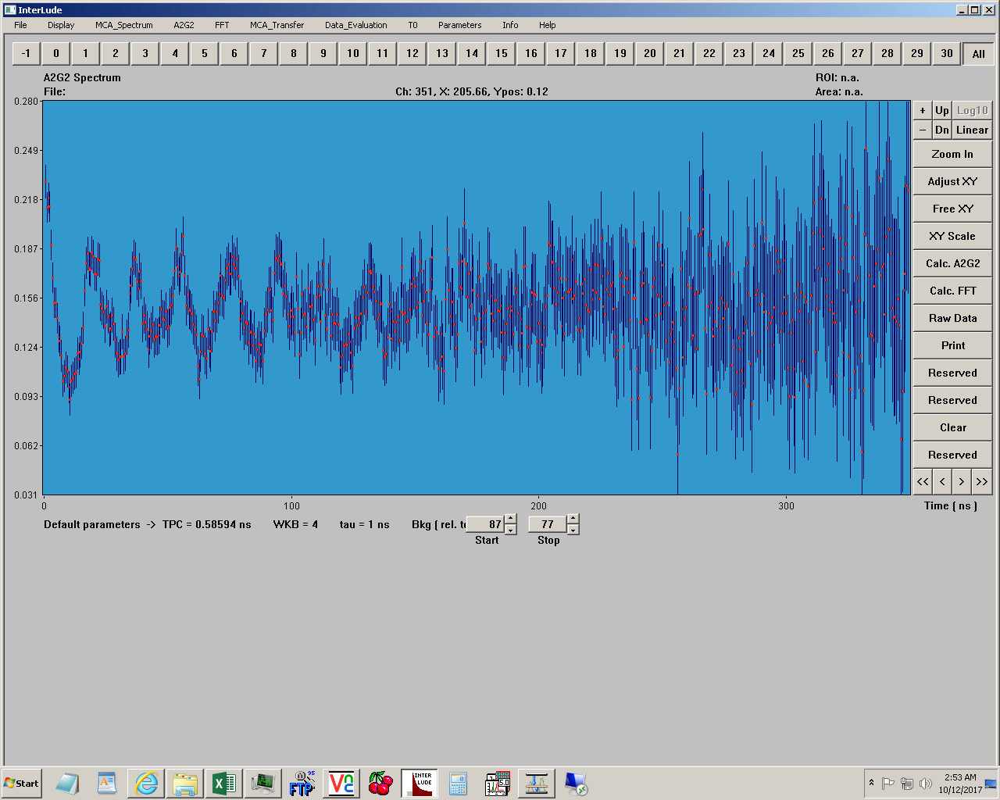 InterLude
File Display MCA_Spectrum A2G2 FFT MCA_Transfer Data_Evaluation T0 Parameters Info Help
-1 0 1 2 3 4 5 6 7 8 9 10 11 12 13 14 15 16 17 18 19 20 21 22 23 24 25 26 27 28 29 30 All
A2G2 Spectrum ROI: n.a.
File: Ch: 351, X: 205.66, Ypos: 0.12 Area: n.a.
0.280
0.249
0.218
0.187
0.156
0.124
0.093
0.062
0.031
+ Up Log10
− Dn Linear
Zoom In
Adjust XY
Free XY
XY Scale
Calc. A2G2
Calc. FFT
Raw Data
Print
Reserved
Reserved
Clear
Reserved
<< < > >>
0 100 200 300 Time ( ns )
Default parameters -> TPC = 0.58594 ns WKB = 4 tau = 1 ns Bkg ( rel. to 87 77
Start Stop
Start 2:53 AM
10/12/2017
95
FTP
VNC
INTER
LUDE
5.0